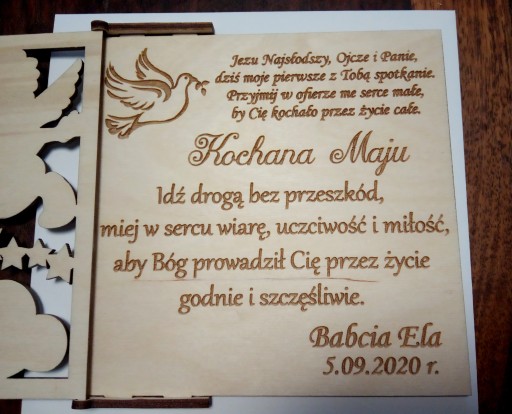 Jezu Najsłodszy, Ojcze i Panie,
dziś moje pierwsze z Tobą spotkanie.
Przyjmij w ofierze me serce małe,
by Cię kochało przez życie całe.
Kochana Maju
Idź drogą bez przeszkód,
miej w sercu wiarę, uczciwość i miłość,
aby Bóg prowadził Cię przez życie
godnie i szczęśliwie.
Babcia Ela
5.09.2020 r.